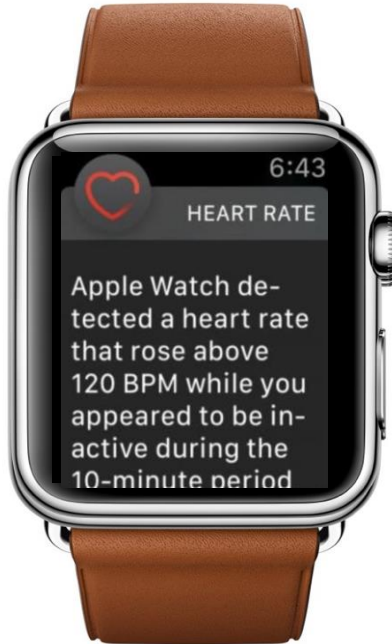 6:43
HEART RATE
Apple Watch de-
tected a heart rate
that rose above
120 BPM while you
appeared to be in-
active during the
10-minute period